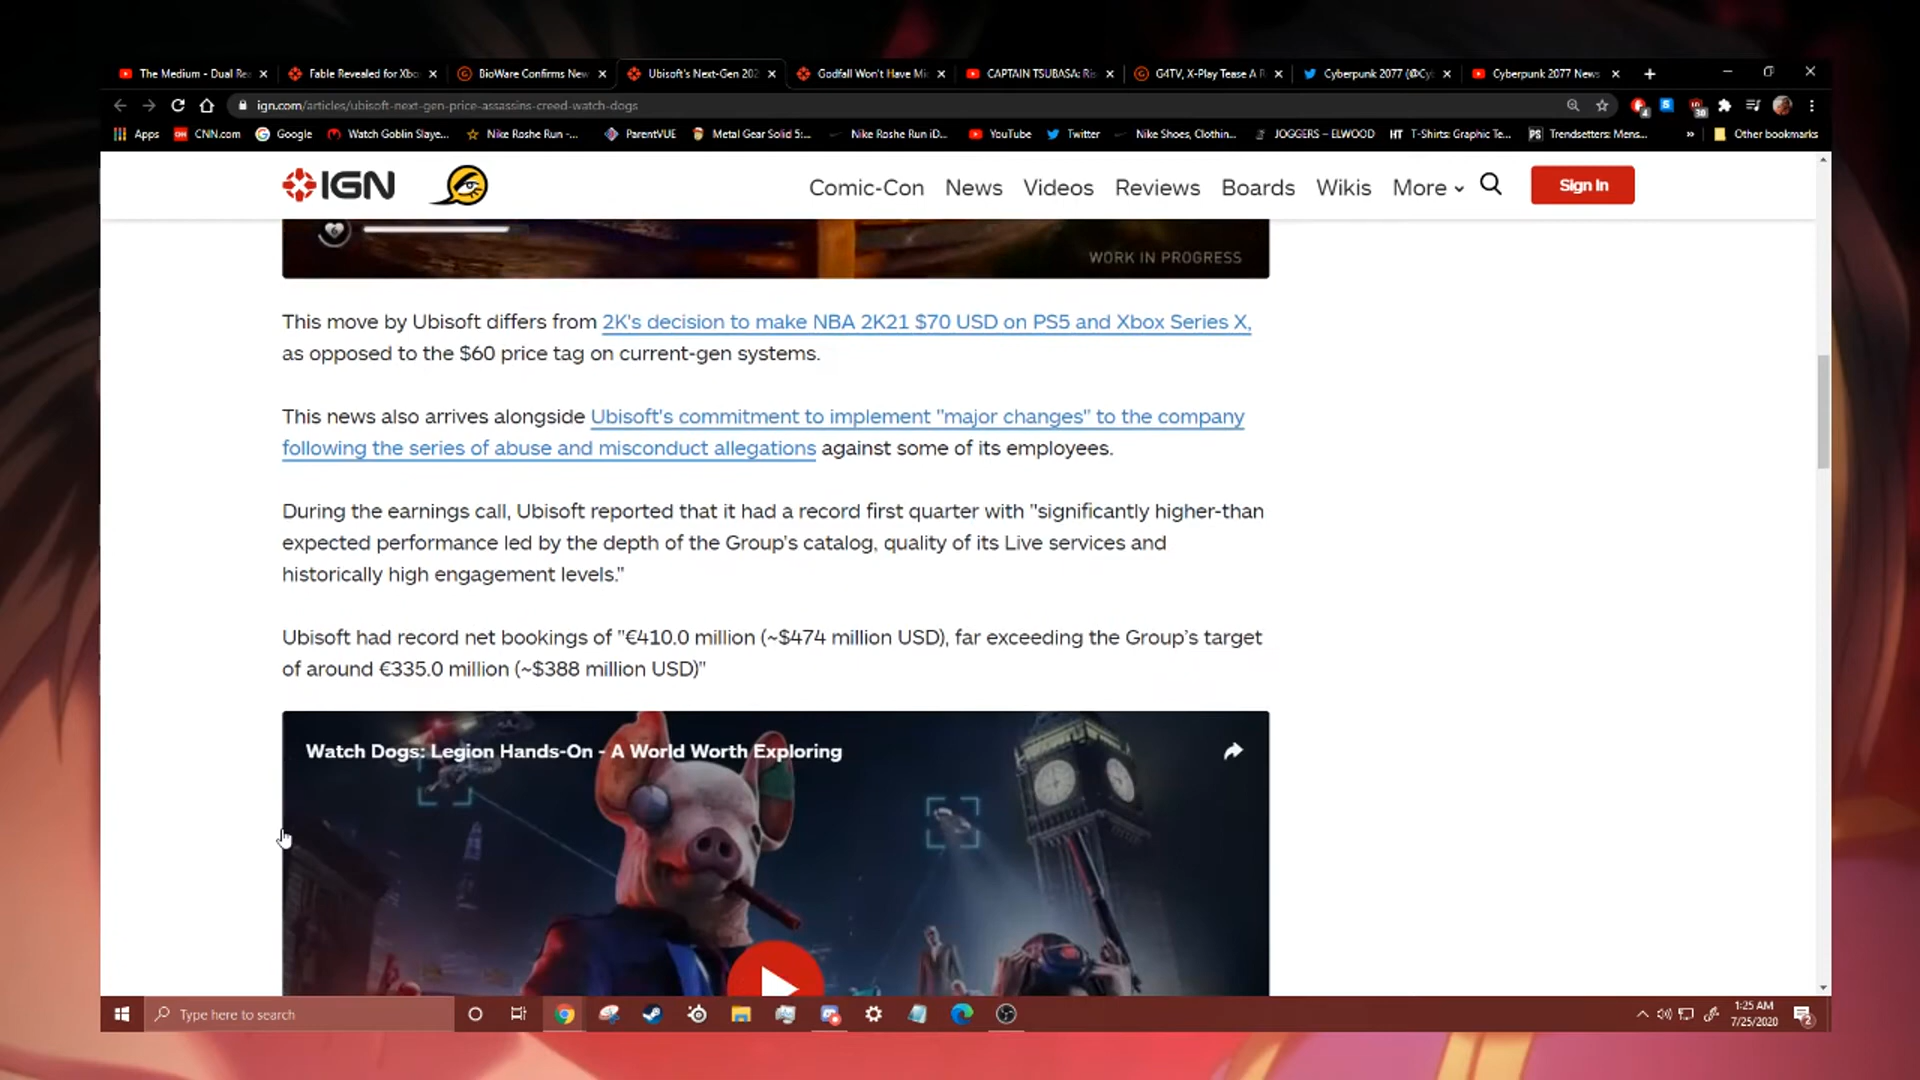 The Medium - Dual Re
Fable Revealed for Xbo
BioWare Confirms New
Ubisoft's Next-Gen 202
Godfall Won't Have Mi
CAPTAIN TSUBASA: Ris
G4TV, X-Play Tease A R
Cyberpunk 2077 (@Cy
Cyberpunk 2077 News
ign.com/articles/ubisoft-next-gen-price-assassins-creed-watch-dogs
Apps
CNN.com
Google
Watch Goblin Slaye...
Nike Roshe Run -...
ParentVUE
Metal Gear Solid 5:...
Nike Roshe Run iD...
YouTube
Twitter
Nike Shoes, Clothin...
JOGGERS – ELWOOD
HT T-Shirts: Graphic Te...
PS Trendsetters: Mens...
»
Other bookmarks
IGN
Comic-Con
News
Videos
Reviews
Boards
Wikis
More
Sign In
WORK IN PROGRESS
This move by Ubisoft differs from 2K's decision to make NBA 2K21 $70 USD on PS5 and Xbox Series X,
as opposed to the $60 price tag on current-gen systems.
This news also arrives alongside Ubisoft's commitment to implement "major changes" to the company
following the series of abuse and misconduct allegations against some of its employees.
During the earnings call, Ubisoft reported that it had a record first quarter with "significantly higher-than
expected performance led by the depth of the Group's catalog, quality of its Live services and
historically high engagement levels."
Ubisoft had record net bookings of "€410.0 million (~$474 million USD), far exceeding the Group's target
of around €335.0 million (~$388 million USD)"
Watch Dogs: Legion Hands-On - A World Worth Exploring
Type here to search
1:25 AM
7/25/2020
2